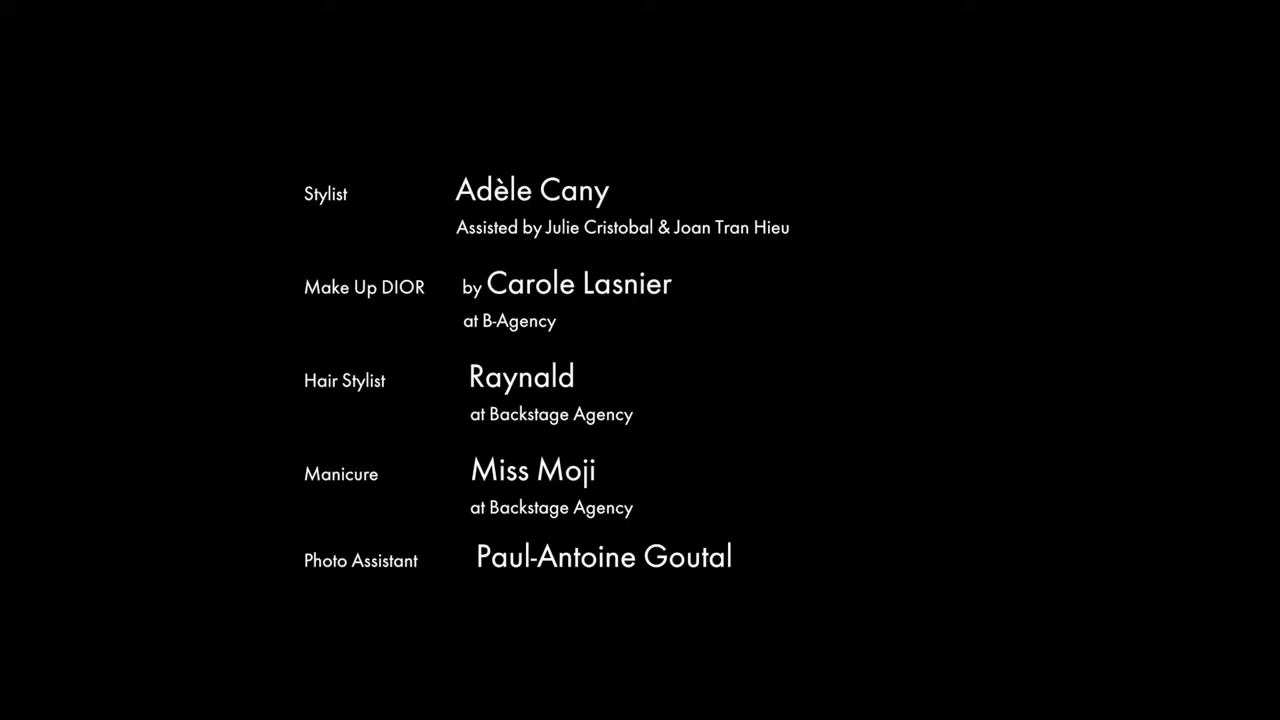 Stylist Adèle Cany
Assisted by Julie Cristobal & Joan Tran Hieu
Make Up DIOR by Carole Lasnier
at B-Agency
Hair Stylist Raynald
at Backstage Agency
Manicure Miss Moji
at Backstage Agency
Photo Assistant Paul-Antoine Goutal